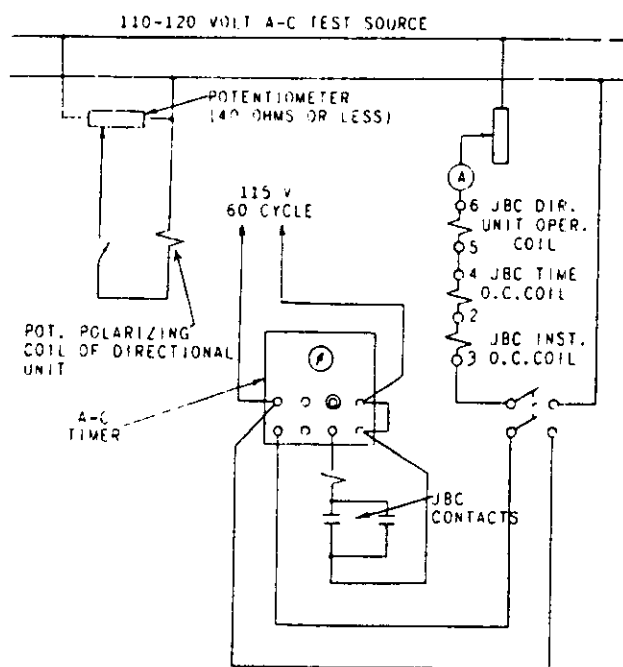 110-120 VOLT A-C TEST SOURCE
POTENTIOMETER
(40 OHMS OR LESS)
115 V
60 CYCLE
A
6 JBC DIR.
UNIT OPER.
COIL
5
4 JBC TIME
O.C.COIL
2
JBC INST.
3 O.C.COIL
POT. POLARIZING
COIL OF DIRECTIONAL
UNIT
A-C
TIMER
JBC
CONTACTS